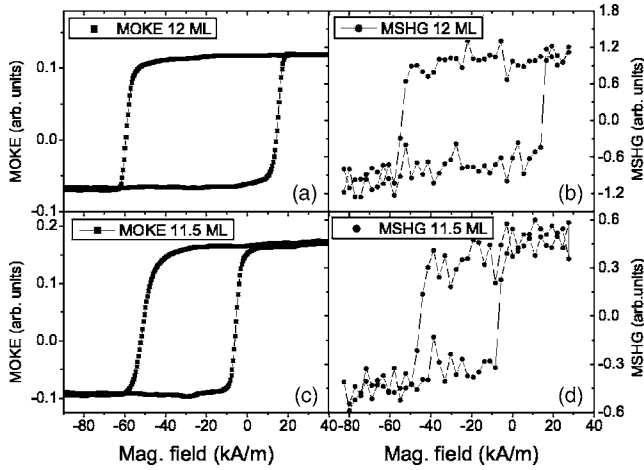 MOKE 12 ML
MOKE (arb. units)
0.1
0.0
-0.1
(a)
MSHG 12 ML
MSHG (arb. units)
1.8
1.2
0.6
0.0
-0.6
-1.2
(b)
MOKE 11.5 ML
MOKE (arb. units)
0.2
0.1
0.0
-0.1
(c)
-80 -60 -40 -20 0 20 40
Mag. field (kA/m)
MSHG 11.5 ML
MSHG (arb.units)
0.6
0.3
0.0
-0.3
-0.6
(d)
-80 -60 -40 -20 0 20 40
Mag. field (kA/m)